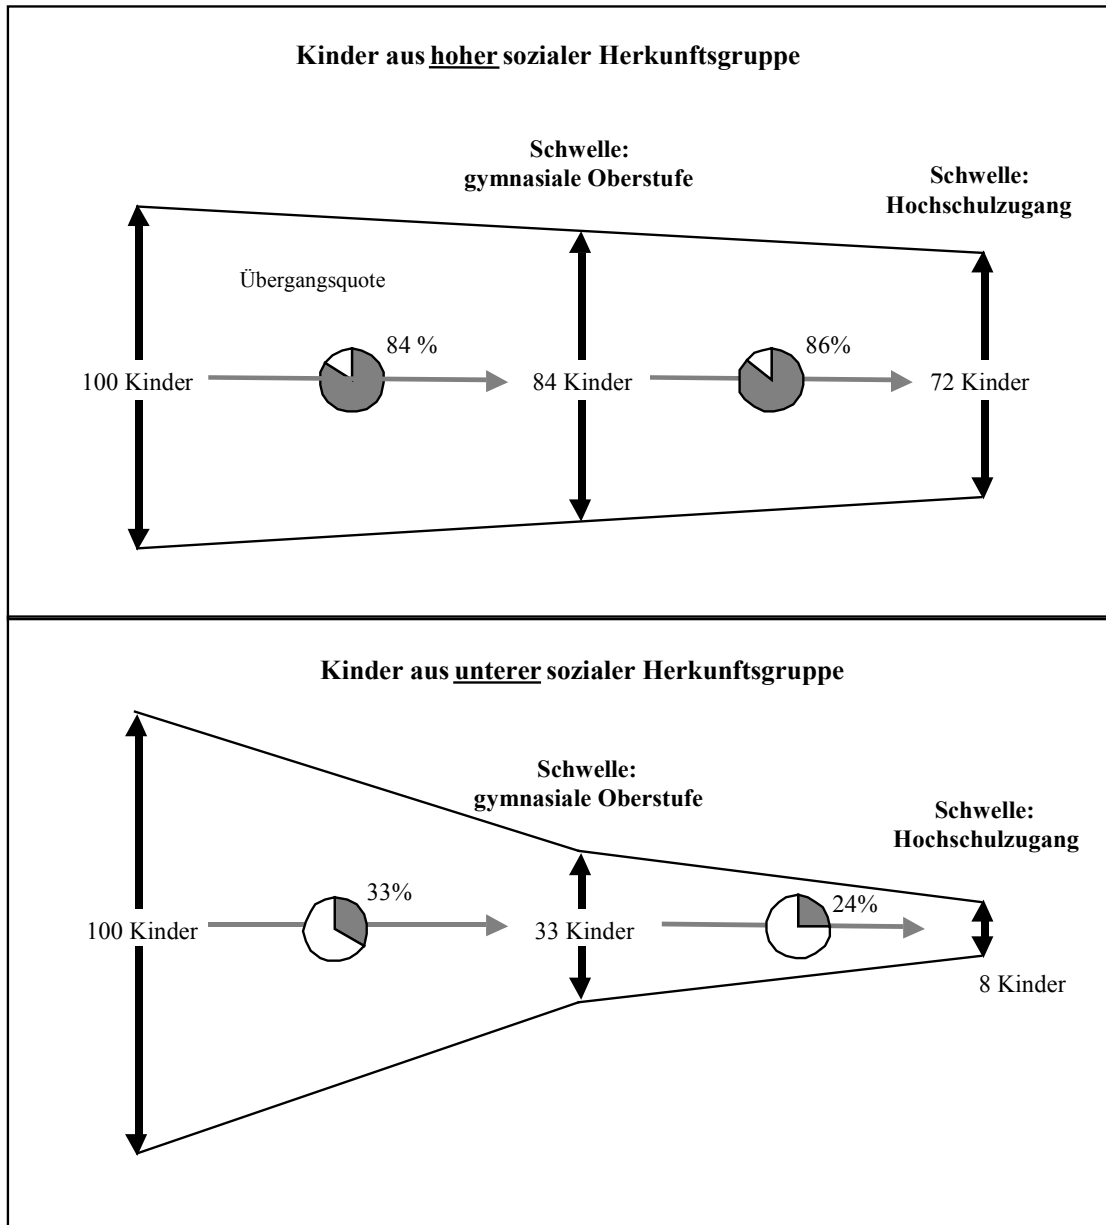 Kinder aus hoher sozialer Herkunftsgruppe
Schwelle:
gymnasiale Oberstufe
Schwelle:
Hochschulzugang
Übergangsquote
84 %
86%
100 Kinder
84 Kinder
72 Kinder
Kinder aus unterer sozialer Herkunftsgruppe
Schwelle:
gymnasiale Oberstufe
Schwelle:
Hochschulzugang
33%
24%
100 Kinder
33 Kinder
8 Kinder